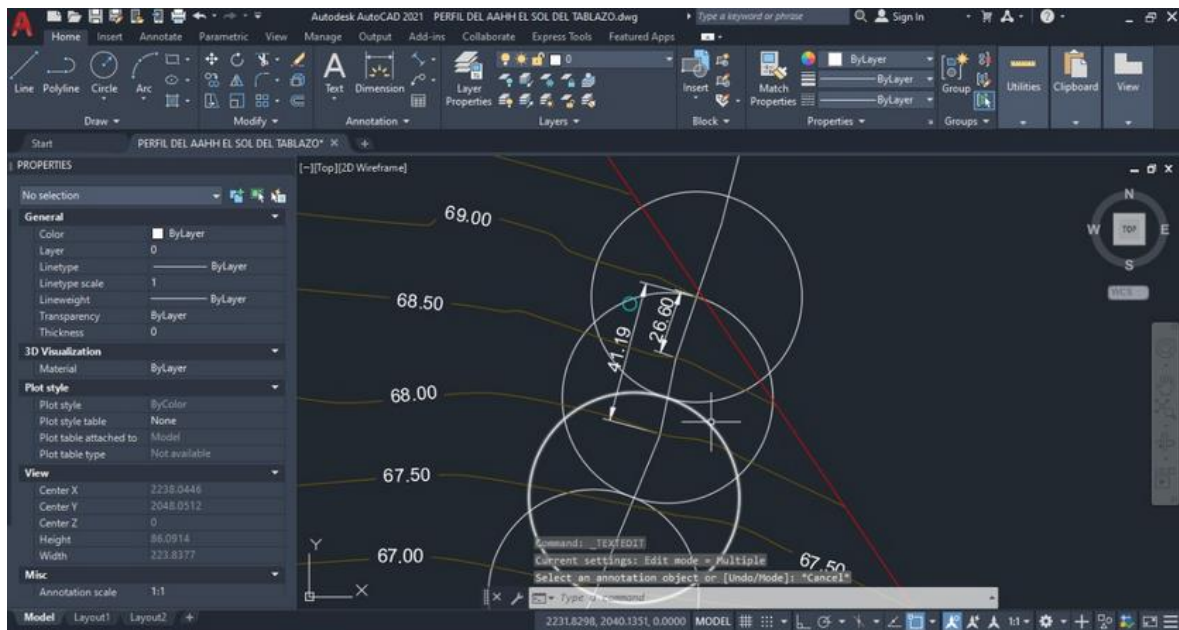 Autodesk AutoCAD 2021 PERFIL DEL AAHH EL SOL DEL TABLAZO.dwg Type a keyword or phrase Sign In
Home Insert Annotate Parametric View Manage Output Add-ins Collaborate Express Tools Featured Apps
Line Polyline Circle Arc Text Dimension Layer Properties 0 Insert Match Properties ByLayer ByLayer ByLayer Group Utilities Clipboard View
Draw Modify Annotation Layers Block Properties Groups
Start PERFIL DEL AAHH EL SOL DEL TABLAZO*
PROPERTIES
[-][Top][2D Wireframe]
No selection
General
Color ByLayer
Layer 0
Linetype ByLayer
Linetype scale 1
Lineweight ByLayer
Transparency ByLayer
Thickness 0
3D Visualization
Material ByLayer
Plot style
Plot style ByColor
Plot style table None
Plot table attached to Model
Plot table type Not available
View
Center X 2238.0446
Center Y 2048.0512
Center Z 0
Height 86.0914
Width 223.8377
Misc
Annotation scale 1:1
69.00
68.50
68.00
67.50
67.00
41.19
26.60
67.50
N
W TOP E
S
WCS
Y
X
Command: _TEXTEDIT
Current settings: Edit mode = Multiple
Select an annotation object or [Undo/Mode]: *Cancel*
Type a command
Model Layout1 Layout2 + 2231.8298, 2040.1351, 0.0000 MODEL 1:1